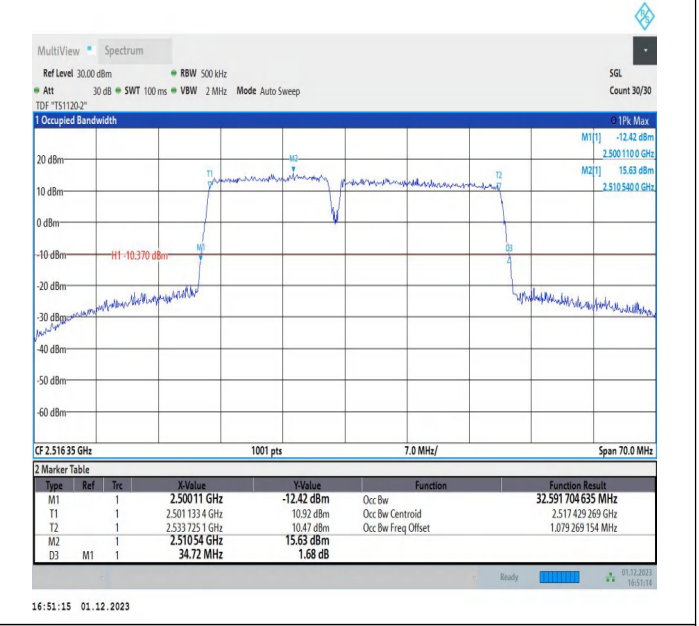 R S
MultiView Spectrum
Ref Level 30.00 dBm RBW 500 kHz SGL
Att 30 dB SWT 100 ms VBW 2 MHz Mode Auto Sweep Count 30/30
TDF "TS1120-2"
1 Occupied Bandwidth 1Pk Max
M1[1] -12.42 dBm
2.500 110 0 GHz
M2[1] 15.63 dBm
2.510 540 0 GHz
20 dBm
M2
T1
T2
10 dBm
0 dBm
M1
D3
-10 dBm
H1 -10.370 dBm
-20 dBm
-30 dBm
-40 dBm
-50 dBm
-60 dBm
CF 2.516 35 GHz 1001 pts 7.0 MHz/ Span 70.0 MHz
2 Marker Table
Type Ref Trc X-Value Y-Value Function Function Result
M1 1 2.50011 GHz -12.42 dBm Occ Bw 32.591 704 635 MHz
T1 1 2.501 133 4 GHz 10.92 dBm Occ Bw Centroid 2.517 429 269 GHz
T2 1 2.533 725 1 GHz 10.47 dBm Occ Bw Freq Offset 1.079 269 154 MHz
M2 1 2.510 54 GHz 15.63 dBm
D3 M1 1 34.72 MHz 1.68 dB
Ready 01.12.2023
16:51:14
16:51:15 01.12.2023